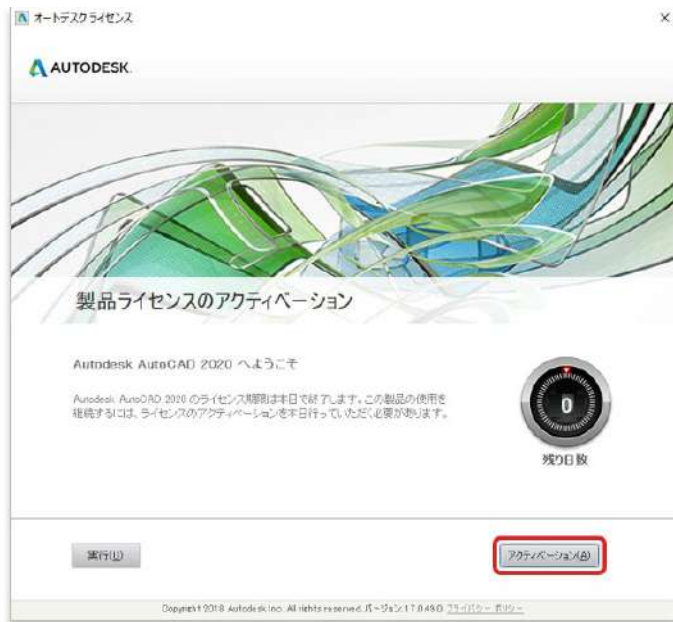 オートデスク ライセンス
AUTODESK.
製品ライセンスのアクティベーション
Autodesk AutoCAD 2020 へようこそ
Autodesk AutoCAD 2020 のライセンス期限は本日で終了します。この製品の使用を
継続するには、ライセンスのアクティベーションを本日行っていただく必要があります。
0
残り日数
実行(U)
アクティベーション(A)
Copyright 2018 Autodesk, Inc. All rights reserved. バージョン: 1.7.0.49.0 プライバシー ポリシー